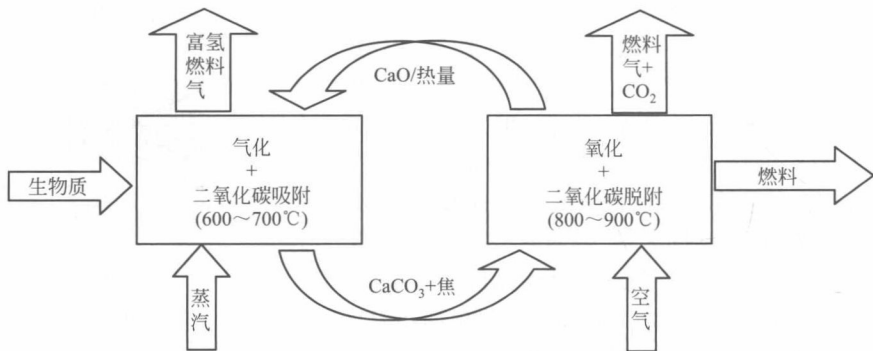 富氢
燃料
气
燃料
气+
CO₂
CaO/热量
气化
+
二氧化碳吸附
(600～700℃)
氧化
+
二氧化碳脱附
(800～900℃)
生物质
燃料
CaCO₃+焦
蒸
汽
空
气